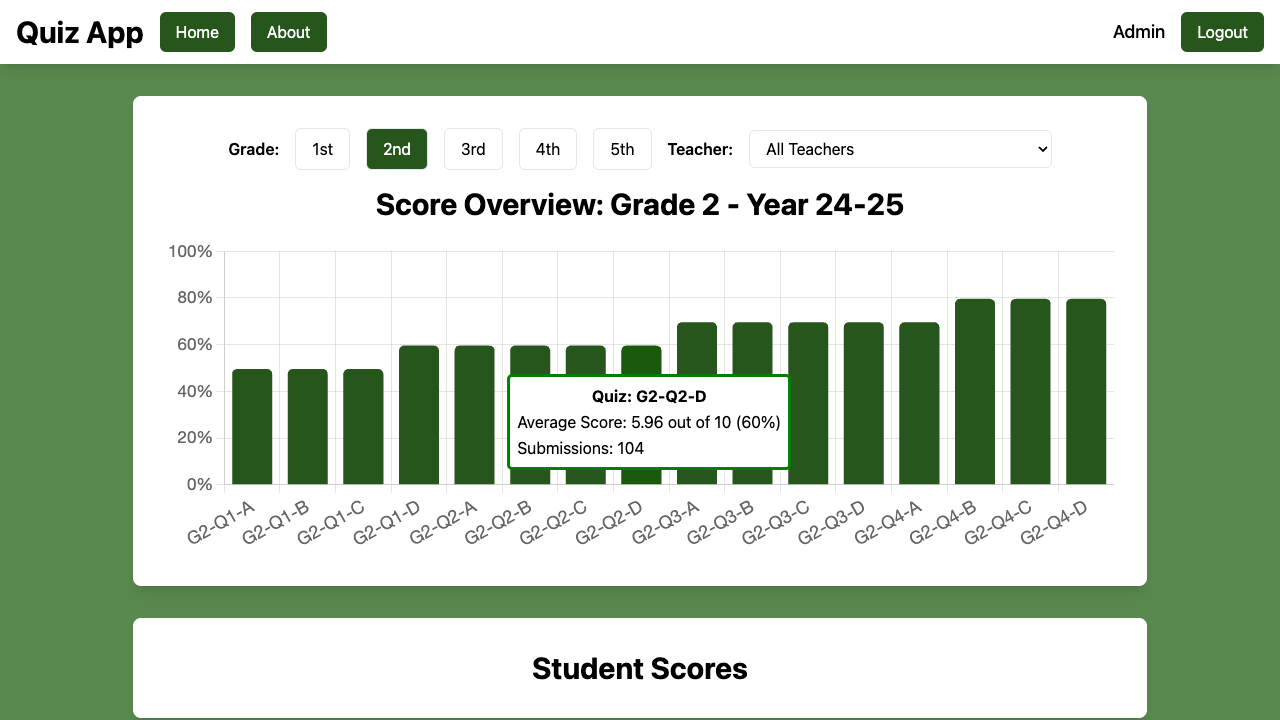 Quiz App
Home
About
Admin
Logout
Grade:
1st
2nd
3rd
4th
5th
Teacher:
All Teachers
Score Overview: Grade 2 - Year 24-25
100%
80%
60%
40%
20%
0%
Quiz: G2-Q2-D
Average Score: 5.96 out of 10 (60%)
Submissions: 104
G2-Q1-A
G2-Q1-B
G2-Q1-C
G2-Q1-D
G2-Q2-A
G2-Q2-B
G2-Q2-C
G2-Q2-D
G2-Q3-A
G2-Q3-B
G2-Q3-C
G2-Q3-D
G2-Q4-A
G2-Q4-B
G2-Q4-C
G2-Q4-D
Student Scores